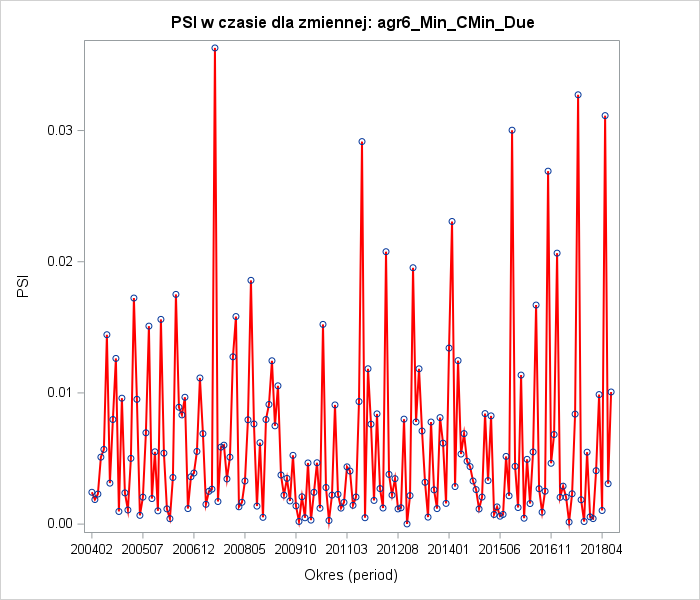 PSI w czasie dla zmiennej: agr6_Min_CMin_Due
PSI
0.03
0.02
0.01
0.00
200402 200507 200612 200805 200910 201103 201208 201401 201506 201611 201804
Okres (period)